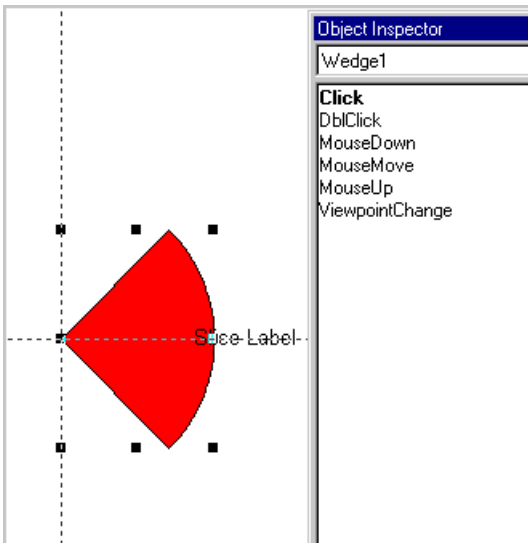 Object Inspector
Wedge1
Click
DblClick
MouseDown
MouseMove
MouseUp
ViewpointChange
Slice Label